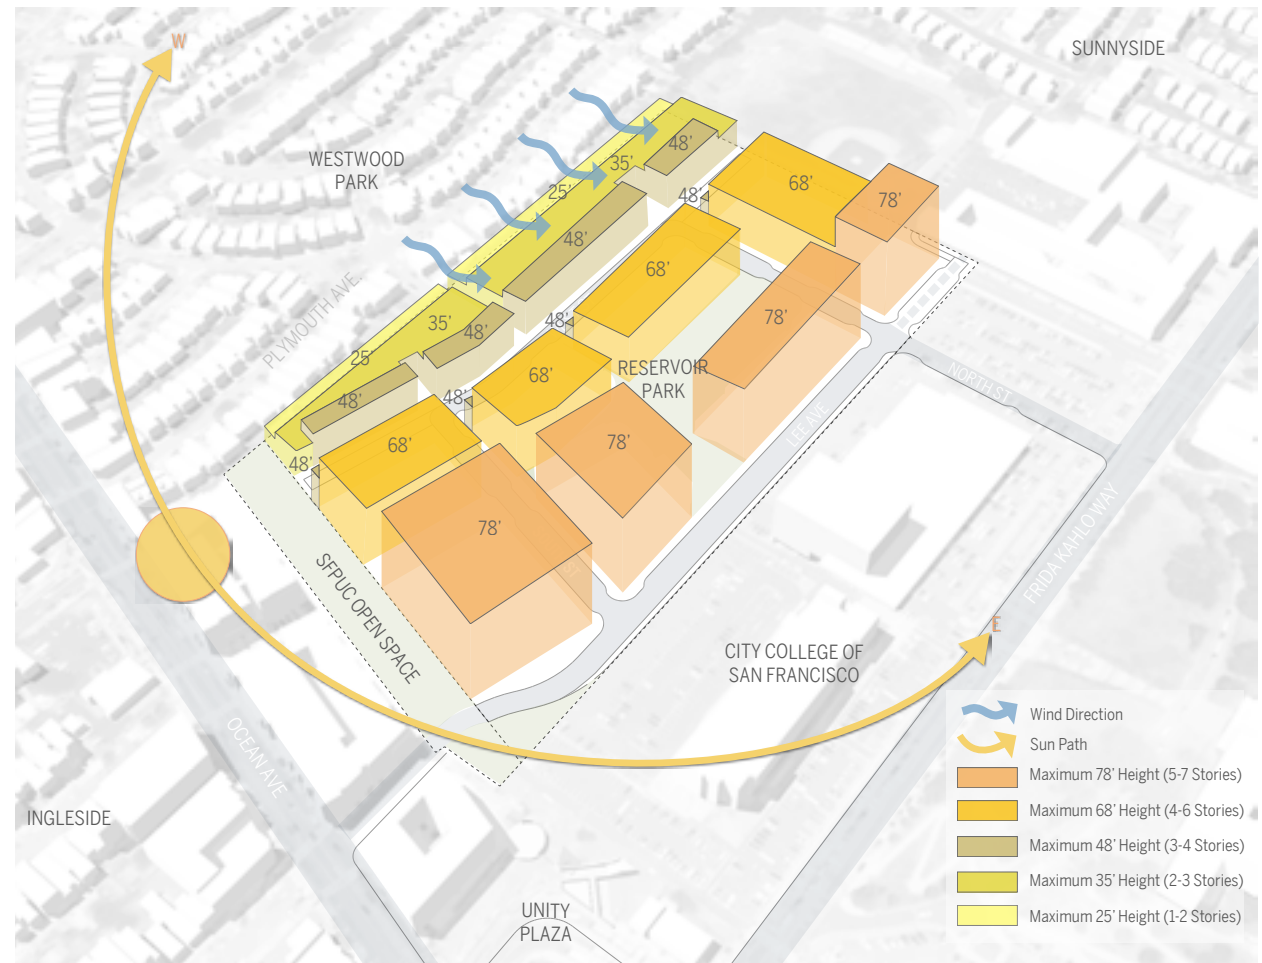 W
SUNNYSIDE
WESTWOOD
PARK
48'
35'
25'
48'
68'
78'
48'
48'
68'
78'
PLYMOUTH AVE.
35'
48'
48'
25'
68'
RESERVOIR
PARK
NORTH ST
48'
48'
68'
78'
LEE AVE
48'
78'
SFPUC OPEN SPACE
FRIDA KAHLO WAY
E
CITY COLLEGE OF
SAN FRANCISCO
OCEAN AVE
INGLESIDE
UNITY
PLAZA
Wind Direction
Sun Path
Maximum 78' Height (5-7 Stories)
Maximum 68' Height (4-6 Stories)
Maximum 48' Height (3-4 Stories)
Maximum 35' Height (2-3 Stories)
Maximum 25' Height (1-2 Stories)